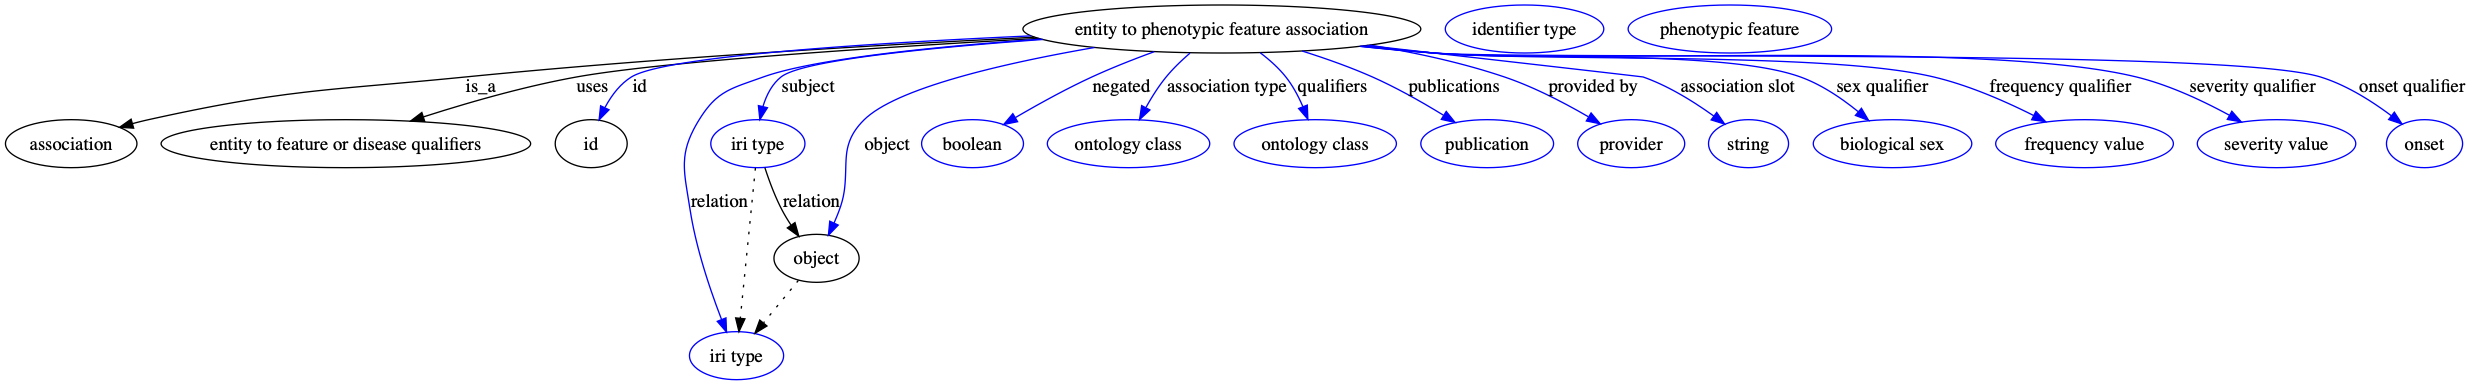 entity to phenotypic feature association
identifier type
phenotypic feature
is_a
uses
id
subject
negated
association type
qualifiers
publications
provided by
association slot
sex qualifier
frequency qualifier
severity qualifier
onset qualifier
association
entity to feature or disease qualifiers
id
iri type
object
boolean
ontology class
ontology class
publication
provider
string
biological sex
frequency value
severity value
onset
relation
relation
object
iri type